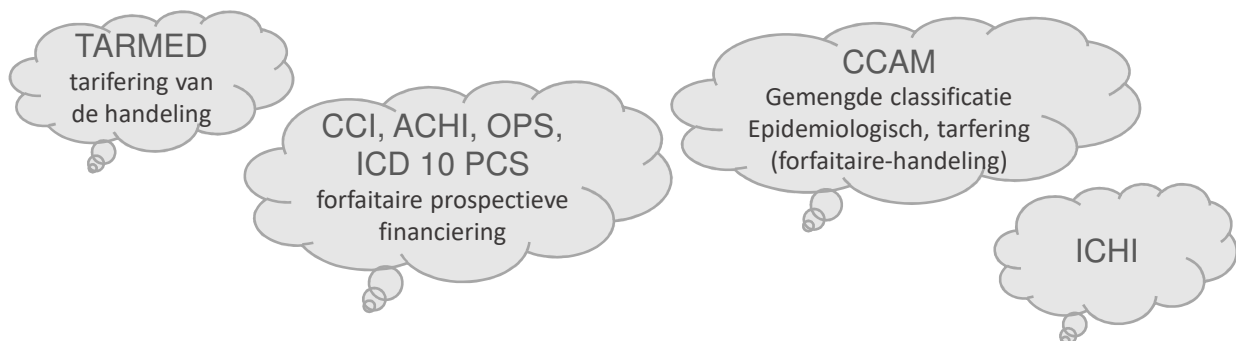 TARMED
tarifering van
de handeling
CCI, ACHI, OPS,
ICD 10 PCS
forfaitaire prospectieve
financiering
CCAM
Gemengde classificatie
Epidemiologisch, tarfering
(forfaitaire-handeling)
ICHI